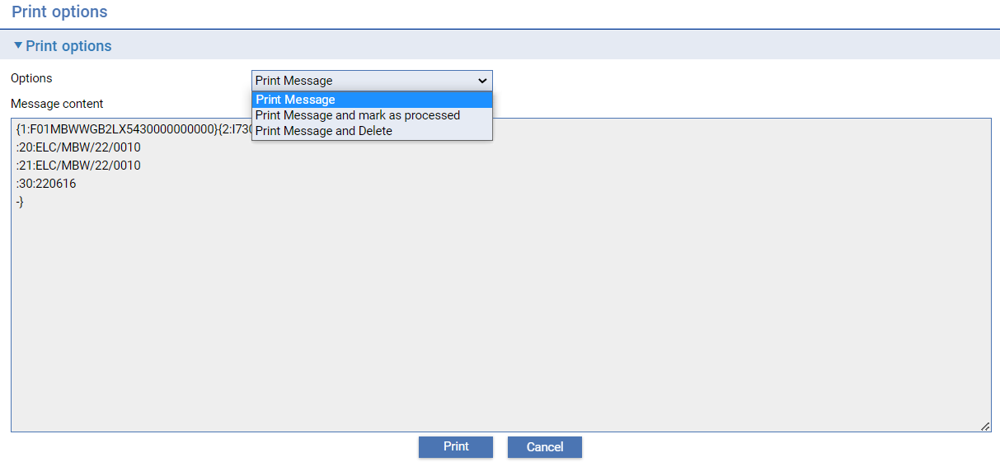 Print options
Print options
Options
Print Message
Print Message
Print Message and mark as processed
Print Message and Delete
Message content
{1:F01MBWWGB2LX5430000000000}{2:I730
:20:ELC/MBW/22/0010
:21:ELC/MBW/22/0010
:30:220616
-}
Print
Cancel